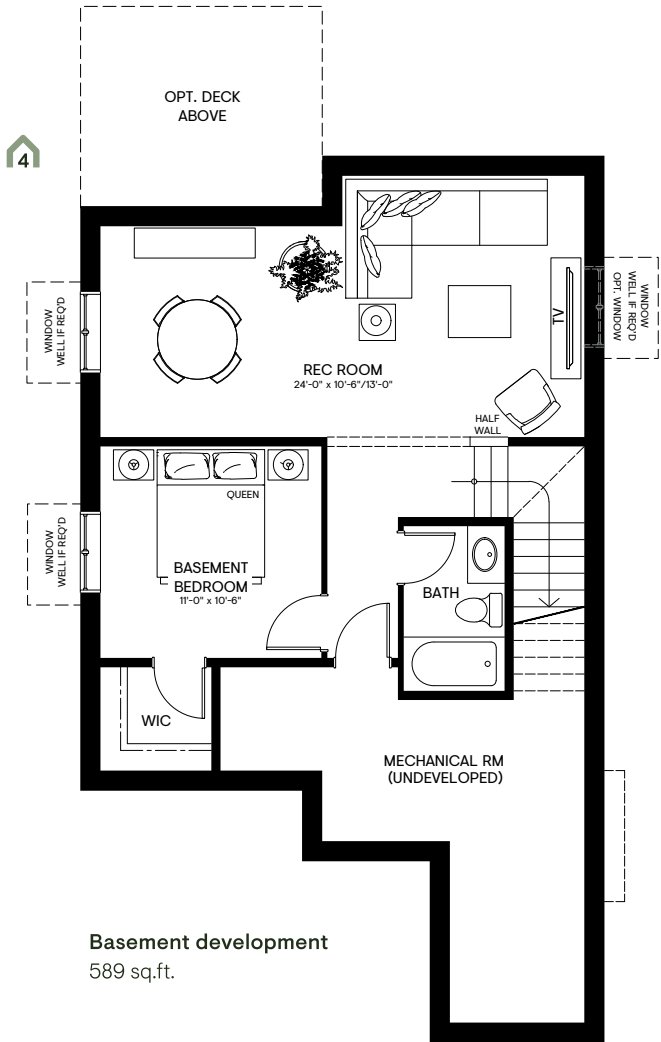 OPT. DECK
ABOVE
4
WINDOW
WELL IF REQ'D
WINDOW
WELL IF REQ'D
OPT. WINDOW
TV
REC ROOM
24'-0" x 10'-6"/13'-0"
HALF
WALL
QUEEN
WINDOW
WELL IF REQ'D
BASEMENT
BEDROOM
11'-0" x 10'-6"
BATH
WIC
MECHANICAL RM
(UNDEVELOPED)
Basement development
589 sq.ft.